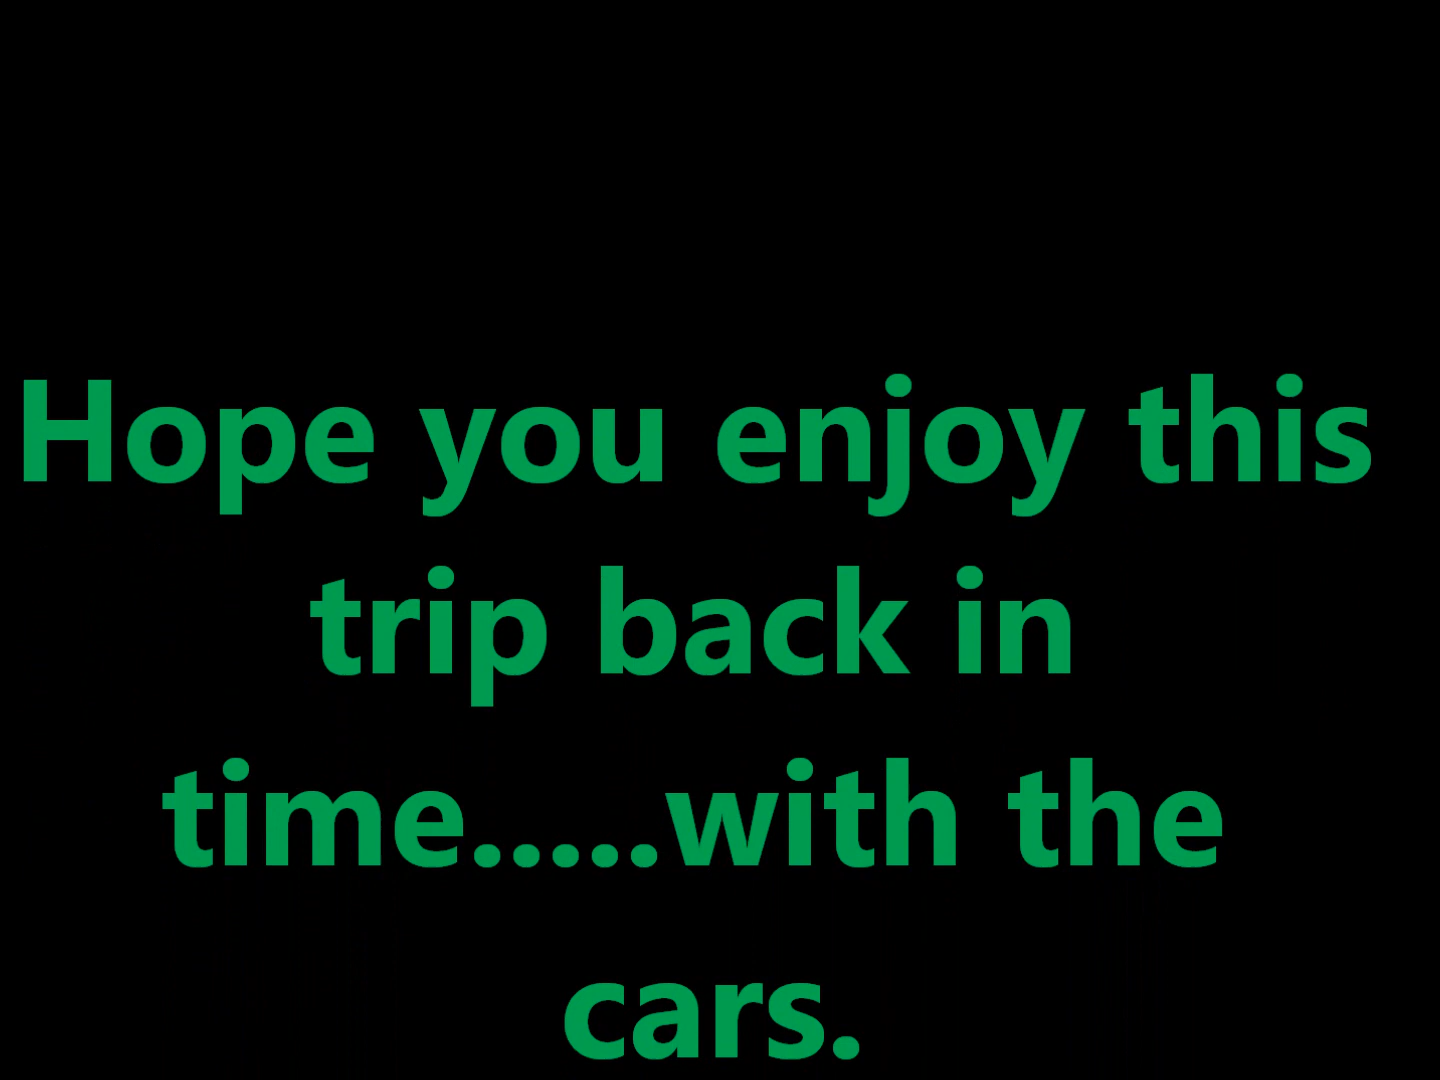 Hope you enjoy this
trip back in
time.....with the
cars.